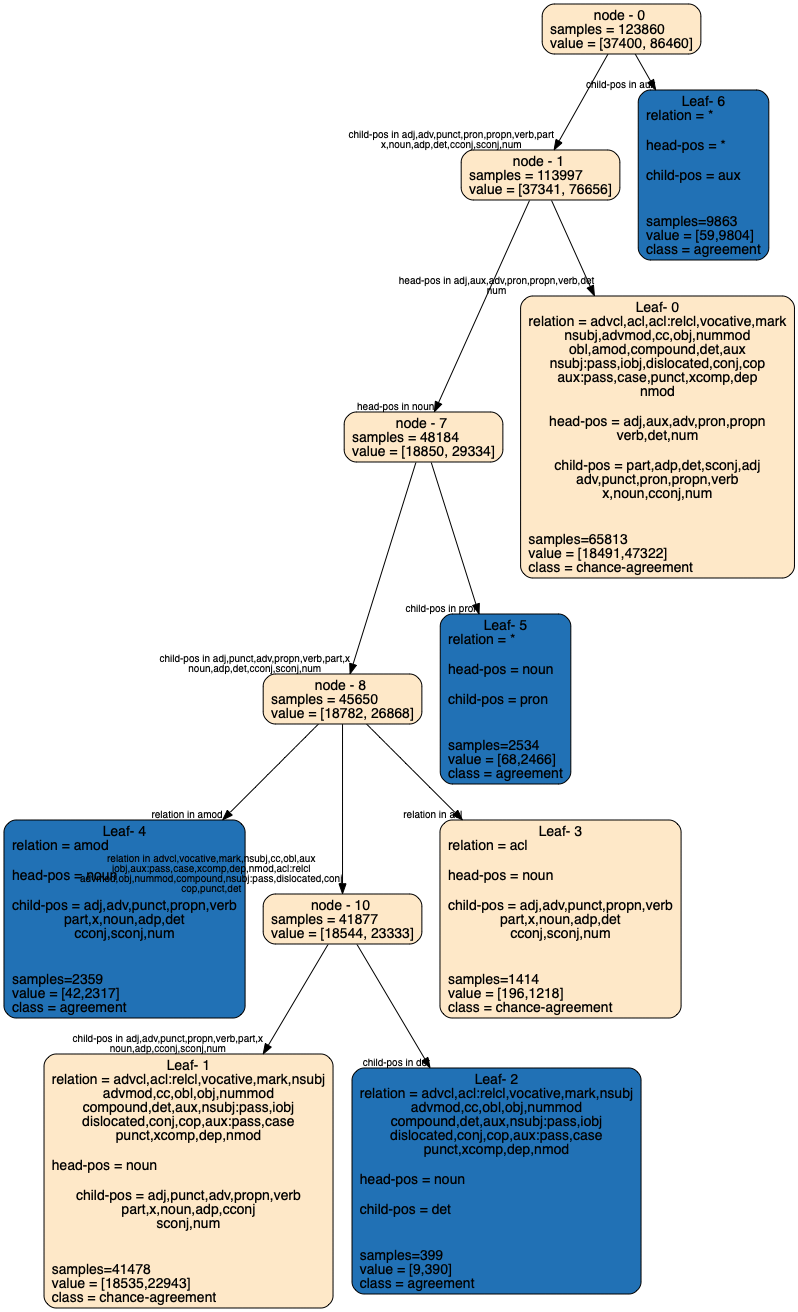 node - 0
samples = 123860
value = [37400, 86460]
child-pos in aux
Leaf- 6
relation = *
head-pos = *
child-pos = aux
samples=9863
value = [59,9804]
class = agreement
child-pos in adj,adv,punct,pron,propn,verb,part
x,noun,adp,det,cconj,sconj,num
node - 1
samples = 113997
value = [37341, 76656]
head-pos in adj,aux,adv,pron,propn,verb,det
num
Leaf- 0
relation = advcl,acl,acl:relcl,vocative,mark
nsubj,advmod,cc,obj,nummod
obl,amod,compound,det,aux
nsubj:pass,iobj,dislocated,conj,cop
aux:pass,case,punct,xcomp,dep
nmod
head-pos = adj,aux,adv,pron,propn
verb,det,num
child-pos = part,adp,det,sconj,adj
adv,punct,pron,propn,verb
x,noun,cconj,num
samples=65813
value = [18491,47322]
class = chance-agreement
head-pos in noun
node - 7
samples = 48184
value = [18850, 29334]
child-pos in pron
Leaf- 5
relation = *
head-pos = noun
child-pos = pron
samples=2534
value = [68,2466]
class = agreement
child-pos in adj,punct,adv,propn,verb,part,x
noun,adp,det,cconj,sconj,num
node - 8
samples = 45650
value = [18782, 26868]
relation in amod
Leaf- 4
relation = amod
head-pos = noun
child-pos = adj,adv,punct,propn,verb
part,x,noun,adp,det
cconj,sconj,num
samples=2359
value = [42,2317]
class = agreement
relation in advcl,vocative,mark,nsubj,cc,obl,aux
iobj,aux:pass,case,xcomp,dep,nmod,acl:relcl
advmod,obj,nummod,compound,nsubj:pass,dislocated,conj
cop,punct,det
node - 10
samples = 41877
value = [18544, 23333]
relation in acl
Leaf- 3
relation = acl
head-pos = noun
child-pos = adj,adv,punct,propn,verb
part,x,noun,adp,det
cconj,sconj,num
samples=1414
value = [196,1218]
class = chance-agreement
child-pos in adj,adv,punct,propn,verb,part,x
noun,adp,cconj,sconj,num
Leaf- 1
relation = advcl,acl:relcl,vocative,mark,nsubj
advmod,cc,obl,obj,nummod
compound,det,aux,nsubj:pass,iobj
dislocated,conj,cop,aux:pass,case
punct,xcomp,dep,nmod
head-pos = noun
child-pos = adj,punct,adv,propn,verb
part,x,noun,adp,cconj
sconj,num
samples=41478
value = [18535,22943]
class = chance-agreement
child-pos in det
Leaf- 2
relation = advcl,acl:relcl,vocative,mark,nsubj
advmod,cc,obl,obj,nummod
compound,det,aux,nsubj:pass,iobj
dislocated,conj,cop,aux:pass,case
punct,xcomp,dep,nmod
head-pos = noun
child-pos = det
samples=399
value = [9,390]
class = agreement